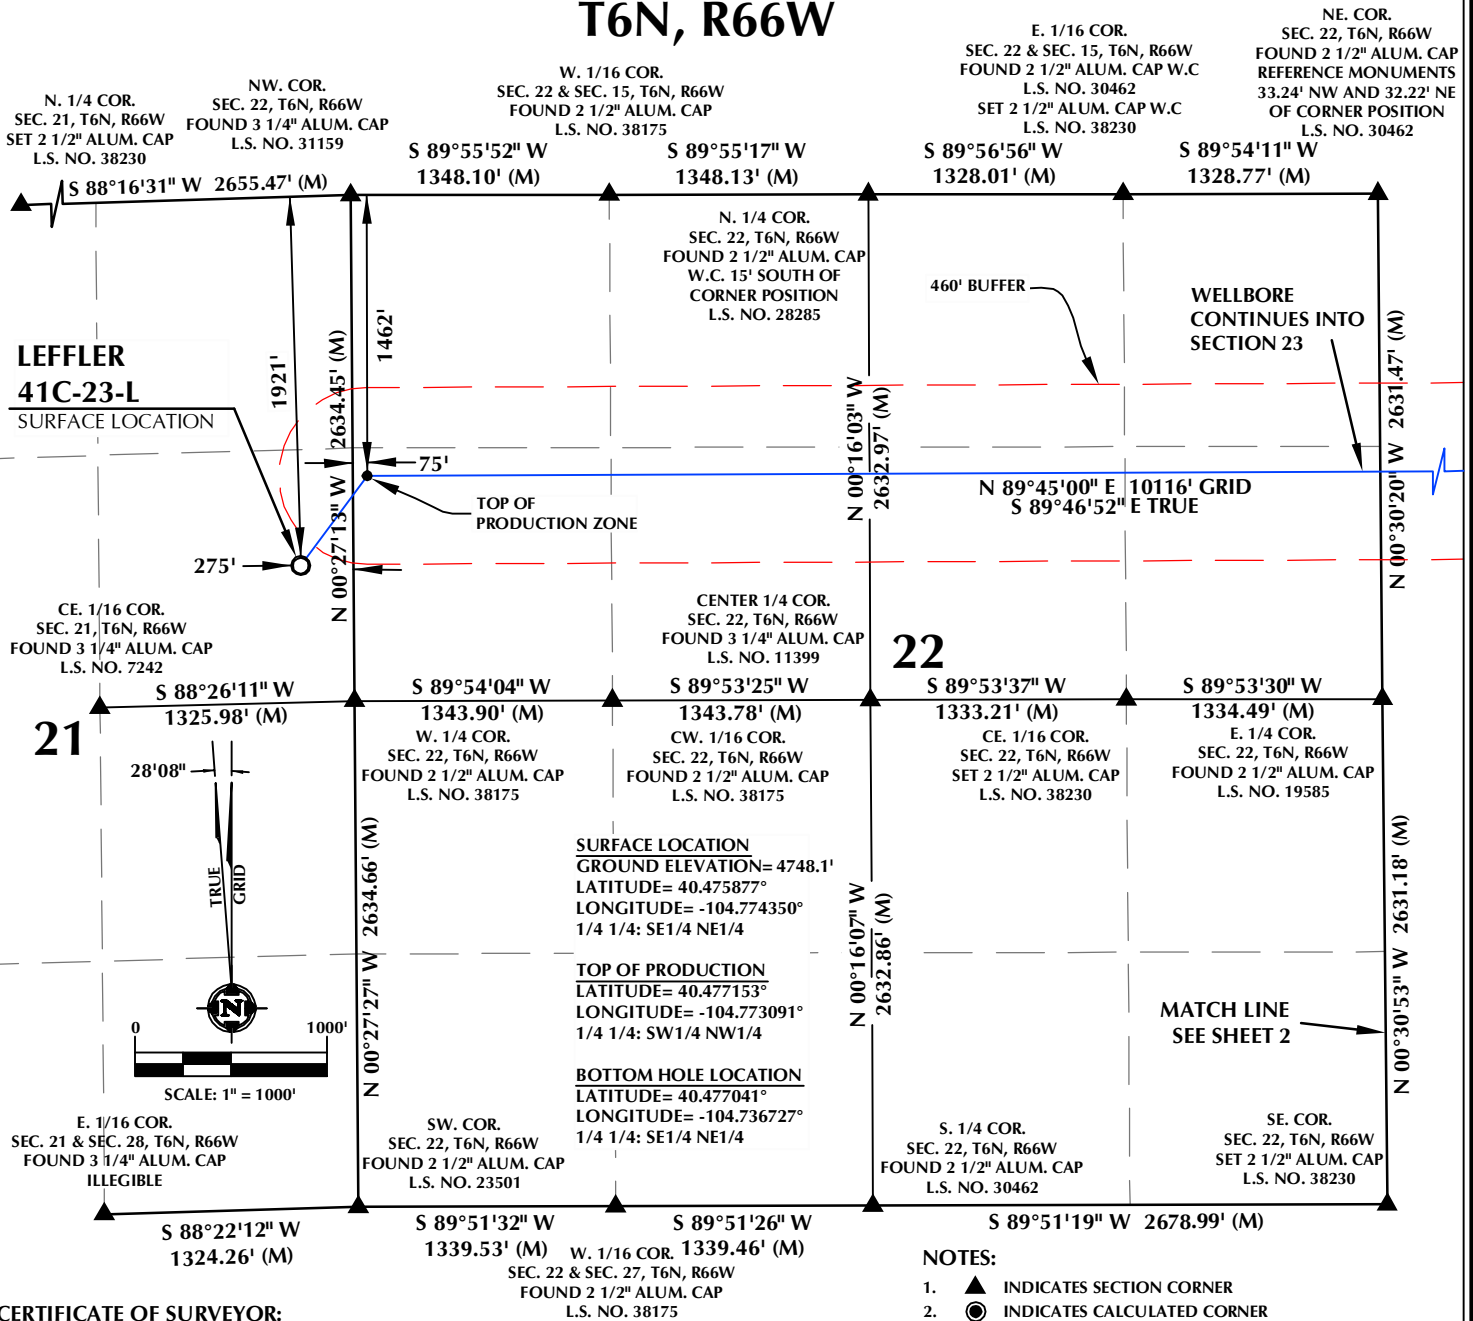 T6N, R66W
N. 1/4 COR.
SEC. 21, T6N, R66W
SET 2 1/2" ALUM. CAP
L.S. NO. 38230
NW. COR.
SEC. 22, T6N, R66W
FOUND 3 1/4" ALUM. CAP
L.S. NO. 31159
W. 1/16 COR.
SEC. 22 & SEC. 15, T6N, R66W
FOUND 2 1/2" ALUM. CAP
L.S. NO. 38175
E. 1/16 COR.
SEC. 22 & SEC. 15, T6N, R66W
FOUND 2 1/2" ALUM. CAP W.C
L.S. NO. 30462
SET 2 1/2" ALUM. CAP W.C
L.S. NO. 38230
NE. COR.
SEC. 22, T6N, R66W
FOUND 2 1/2" ALUM. CAP
REFERENCE MONUMENTS
33.24' NW AND 32.22' NE
OF CORNER POSITION
L.S. NO. 30462
S 88°16'31" W 2655.47' (M)
S 89°55'52" W
1348.10' (M)
S 89°55'17" W
1348.13' (M)
S 89°56'56" W
1328.01' (M)
S 89°54'11" W
1328.77' (M)
N. 1/4 COR.
SEC. 22, T6N, R66W
FOUND 2 1/2" ALUM. CAP
W.C. 15' SOUTH OF
CORNER POSITION
L.S. NO. 28285
460' BUFFER
WELLBORE
CONTINUES INTO
SECTION 23
LEFFLER
41C-23-L
SURFACE LOCATION
1921'
1462'
N 00°27'13" W 2634.45' (M)
N 00°16'03" W
2632.97' (M)
N 00°30'20" W 2631.47' (M)
75'
TOP OF
PRODUCTION ZONE
N 89°45'00" E 10116' GRID
S 89°46'52" E TRUE
275'
CE. 1/16 COR.
SEC. 21, T6N, R66W
FOUND 3 1/4" ALUM. CAP
L.S. NO. 7242
CENTER 1/4 COR.
SEC. 22, T6N, R66W
FOUND 3 1/4" ALUM. CAP
L.S. NO. 11399
22
S 88°26'11" W
1325.98' (M)
S 89°54'04" W
1343.90' (M)
S 89°53'25" W
1343.78' (M)
S 89°53'37" W
1333.21' (M)
S 89°53'30" W
1334.49' (M)
21
W. 1/4 COR.
SEC. 22, T6N, R66W
FOUND 2 1/2" ALUM. CAP
L.S. NO. 38175
CW. 1/16 COR.
SEC. 22, T6N, R66W
FOUND 2 1/2" ALUM. CAP
L.S. NO. 38175
CE. 1/16 COR.
SEC. 22, T6N, R66W
SET 2 1/2" ALUM. CAP
L.S. NO. 38230
E. 1/4 COR.
SEC. 22, T6N, R66W
FOUND 2 1/2" ALUM. CAP
L.S. NO. 19585
28'08"
TRUE
GRID
N
0 1000'
SCALE: 1" = 1000'
N 00°27'27" W 2634.66' (M)
SURFACE LOCATION
GROUND ELEVATION= 4748.1'
LATITUDE= 40.475877°
LONGITUDE= -104.774350°
1/4 1/4: SE1/4 NE1/4
TOP OF PRODUCTION
LATITUDE= 40.477153°
LONGITUDE= -104.773091°
1/4 1/4: SW1/4 NW1/4
BOTTOM HOLE LOCATION
LATITUDE= 40.477041°
LONGITUDE= -104.736727°
1/4 1/4: SE1/4 NE1/4
N 00°16'07" W
2632.86' (M)
N 00°30'53" W 2631.18' (M)
MATCH LINE
SEE SHEET 2
E. 1/16 COR.
SEC. 21 & SEC. 28, T6N, R66W
FOUND 3 1/4" ALUM. CAP
ILLEGIBLE
SW. COR.
SEC. 22, T6N, R66W
FOUND 2 1/2" ALUM. CAP
L.S. NO. 23501
S. 1/4 COR.
SEC. 22, T6N, R66W
FOUND 2 1/2" ALUM. CAP
L.S. NO. 30462
SE. COR.
SEC. 22, T6N, R66W
SET 2 1/2" ALUM. CAP
L.S. NO. 38230
S 88°22'12" W
1324.26' (M)
S 89°51'32" W
1339.53' (M)
S 89°51'26" W
1339.46' (M)
S 89°51'19" W 2678.99' (M)
W. 1/16 COR.
SEC. 22 & SEC. 27, T6N, R66W
FOUND 2 1/2" ALUM. CAP
L.S. NO. 38175
NOTES:
1. INDICATES SECTION CORNER
2. INDICATES CALCULATED CORNER
CERTIFICATE OF SURVEYOR: